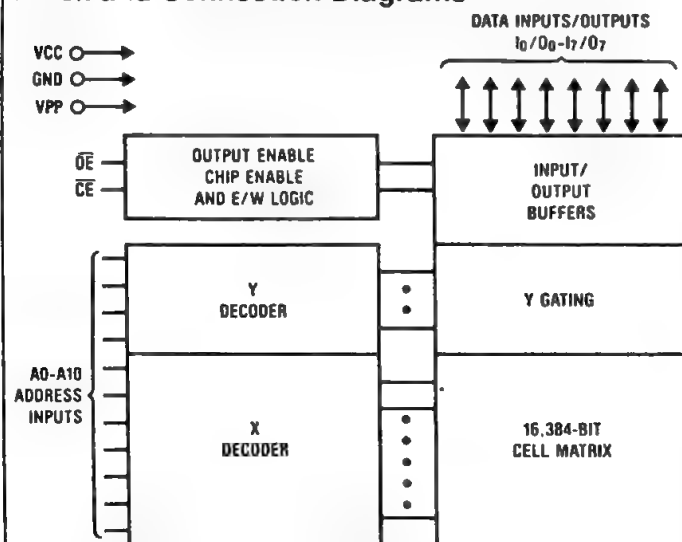 and Connection Diagrams
DATA INPUTS/OUTPUTS
I0/O0-I7/O7
VCC
GND
VPP
OE
CE
OUTPUT ENABLE
CHIP ENABLE
AND E/W LOGIC
INPUT/
OUTPUT
BUFFERS
Y
DECODER
Y GATING
A0-A10
ADDRESS
INPUTS
X
DECODER
16,384-BIT
CELL MATRIX